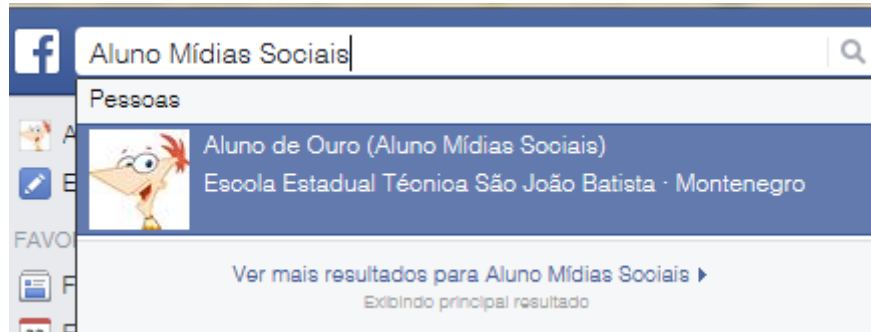 f
Aluno Mídias Sociais
Pessoas
Aluno de Ouro (Aluno Mídias Sociais)
Escola Estadual Técnica São João Batista · Montenegro
Ver mais resultados para Aluno Mídias Sociais
Exibindo principal resultado